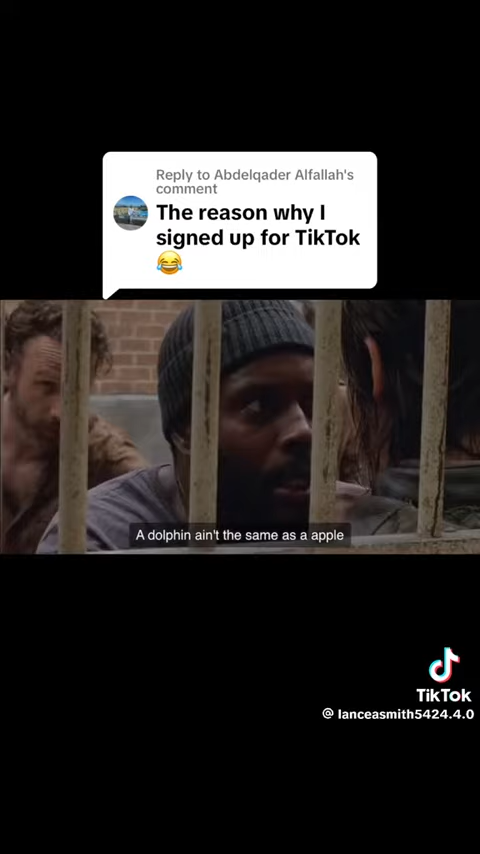 Reply to Abdelqader Alfallah's
comment
The reason why I
signed up for TikTok
😂
A dolphin ain't the same as a apple
TikTok
@ lanceasmith5424.4.0